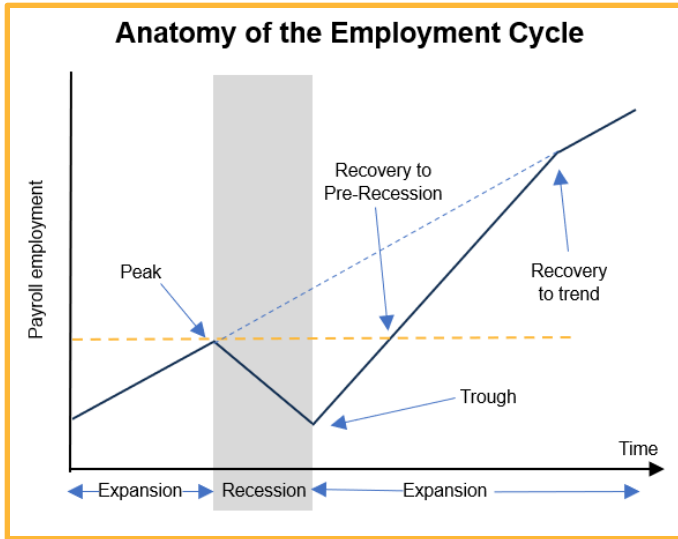 Anatomy of the Employment Cycle
Payroll employment
Recovery to
Pre-Recession
Peak
Recovery
to trend
Trough
Time
Expansion
Recession
Expansion